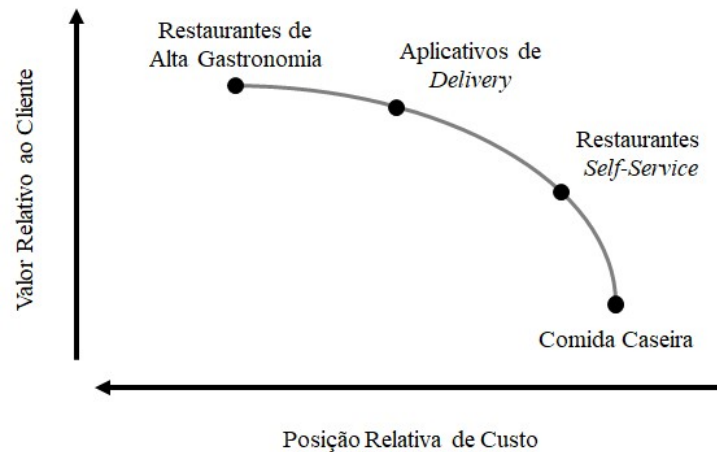 Restaurantes de
Alta Gastronomia
Aplicativos de
Delivery
Restaurantes
Self-Service
Comida Caseira
Valor Relativo ao Cliente
Posição Relativa de Custo